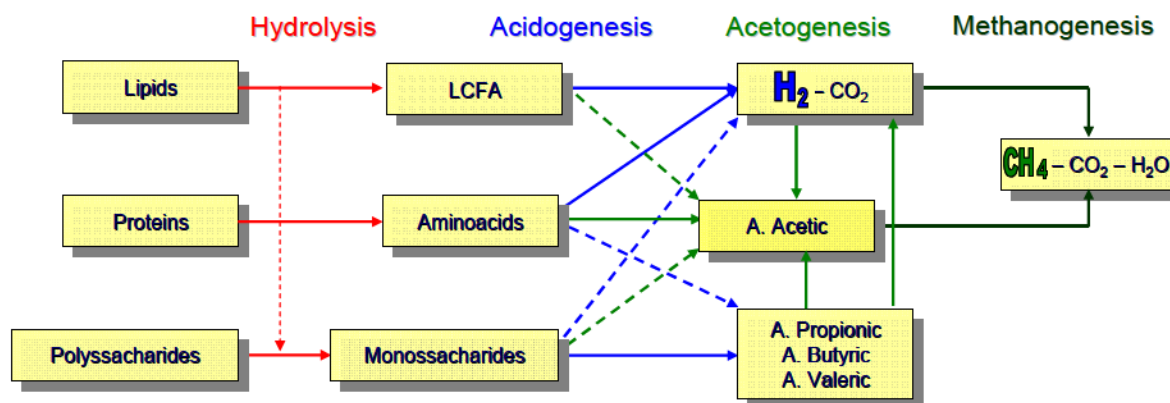 Hydrolysis Acidogenesis Acetogenesis Methanogenesis
Lipids LCFA H₂ – CO₂
CH₄ – CO₂ – H₂O
Proteins Aminoacids A. Acetic
Polyssacharides Monossacharides A. Propionic
A. Butyric
A. Valeric